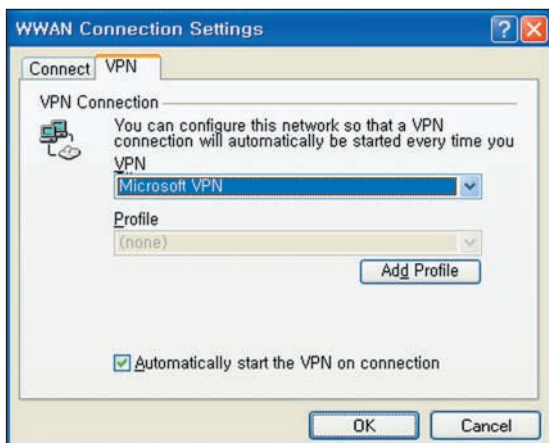 WWAN Connection Settings
Connect
VPN
VPN Connection
You can configure this network so that a VPN
connection will automatically be started every time you
VPN
Microsoft VPN
Profile
(none)
Add Profile
Automatically start the VPN on connection
OK
Cancel